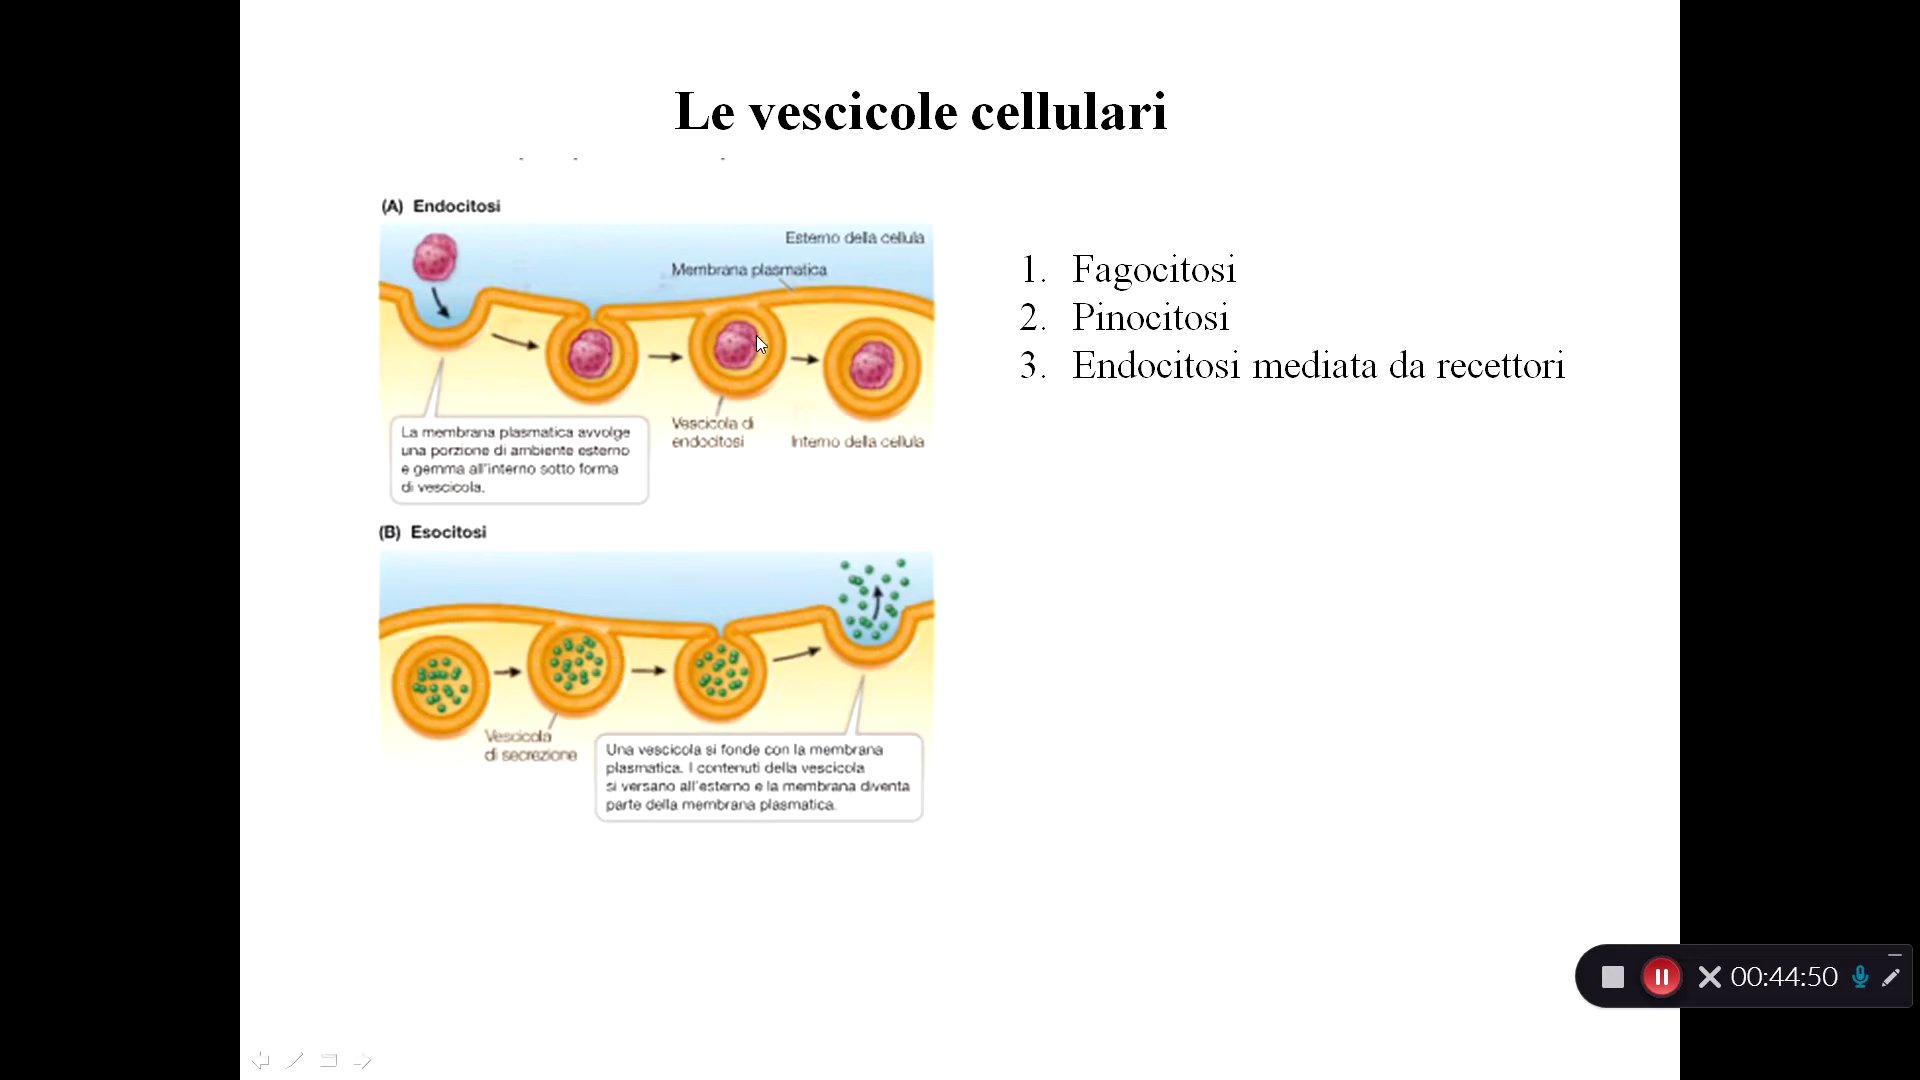 Le vescicole cellulari
(A) Endocitosi
Esterno della cellula
Membrana plasmatica
Vescicola di
endocitosi
Interno della cellula
La membrana plasmatica avvolge
una porzione di ambiente esterno
e gemma all'interno sotto forma
di vescicola.
(B) Esocitosi
Vescicola
di secrezione
Una vescicola si fonde con la membrana
plasmatica. I contenuti della vescicola
si versano all'esterno e la membrana diventa
parte della membrana plasmatica.
1. Fagocitosi
2. Pinocitosi
3. Endocitosi mediata da recettori
00:44:50